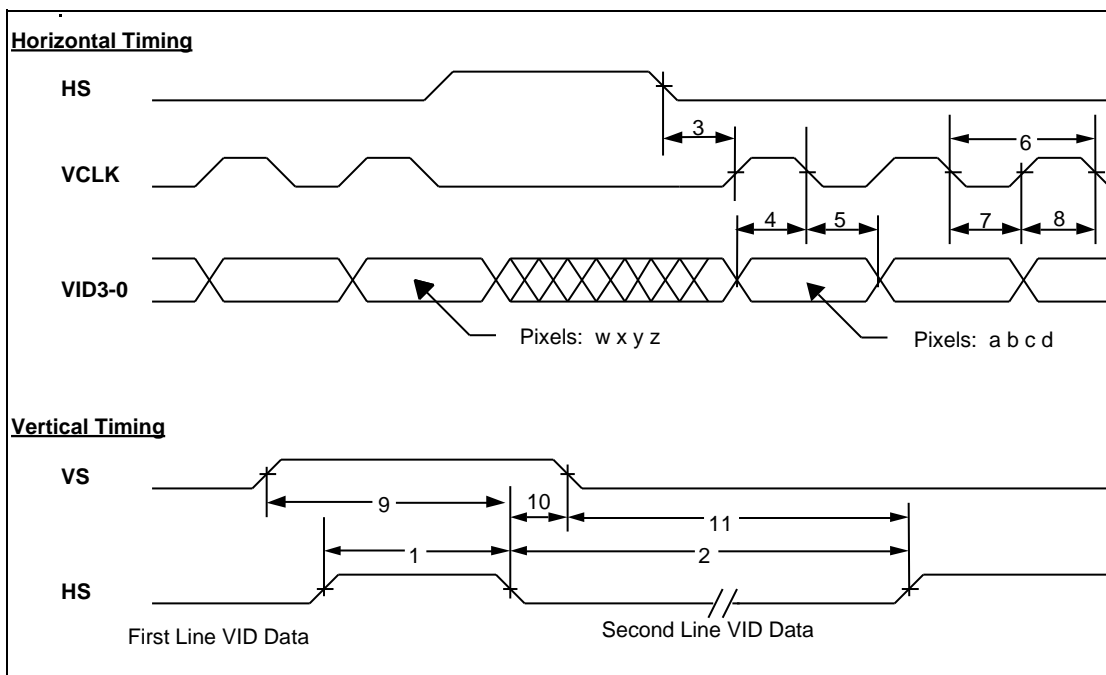 Horizontal Timing
HS
3
6
VCLK
4
5
7
8
VID3-0
Pixels: w x y z
Pixels: a b c d
Vertical Timing
VS
9
10
11
1
2
HS
First Line VID Data
Second Line VID Data